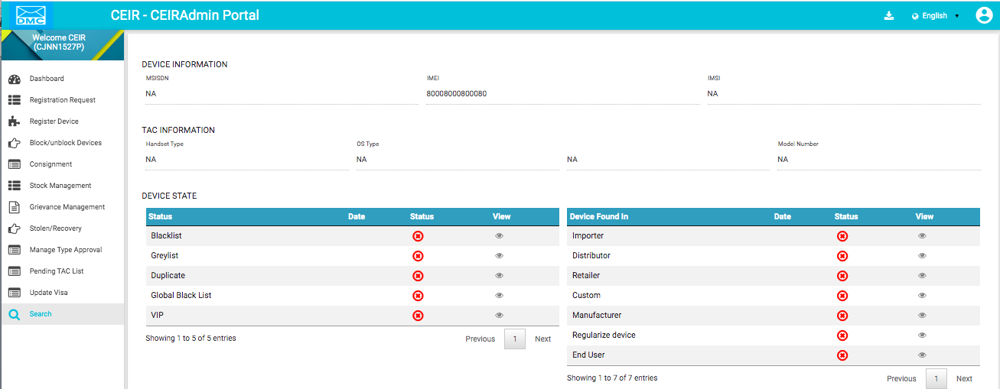 DMC
CEIR - CEIRAdmin Portal
English
Welcome CEIR
(CJNN1527P)
Dashboard
Registration Request
Register Device
Block/unblock Devices
Consignment
Stock Management
Grievance Management
Stolen/Recovery
Manage Type Approval
Pending TAC List
Update Visa
Search
DEVICE INFORMATION
MSISDN IMEI IMSI
NA 80008000800080 NA
TAC INFORMATION
Handset Type OS Type Model Number
NA NA NA NA
DEVICE STATE
Status Date Status View
Blacklist
Greylist
Duplicate
Global Black List
VIP
Showing 1 to 5 of 5 entries
Previous 1 Next
Device Found In Date Status View
Importer
Distributor
Retailer
Custom
Manufacturer
Regularize device
End User
Showing 1 to 7 of 7 entries
Previous 1 Next